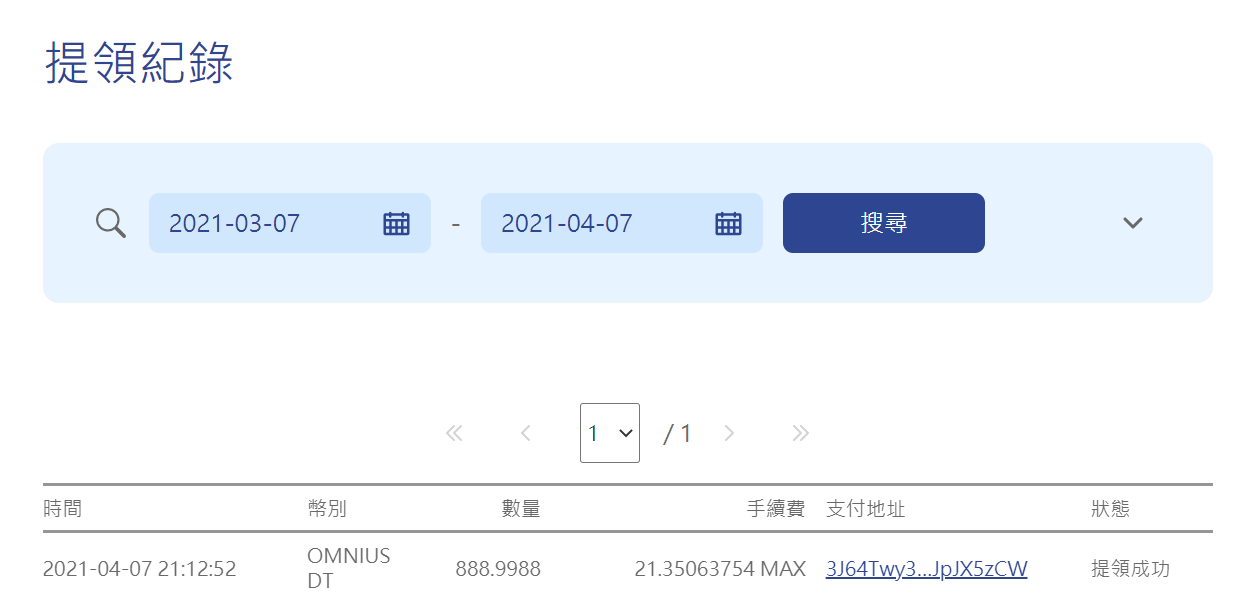 提領紀錄
2021-03-07 - 2021-04-07 搜尋
1 / 1
時間 幣別 數量 手續費 支付地址 狀態
2021-04-07 21:12:52 OMNIUS
DT 888.9988 21.35063754 MAX 3J64Twy3...JpJX5zCW 提領成功